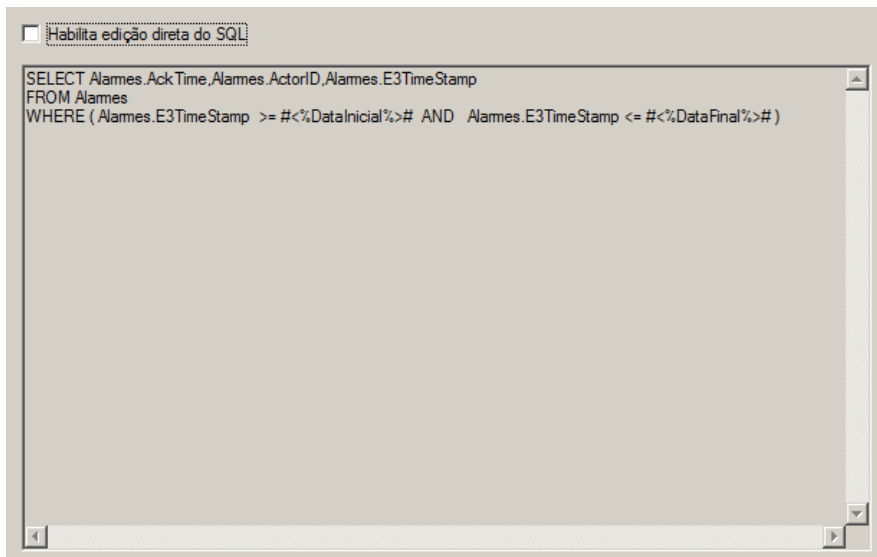 Habilita edição direta do SQL
SELECT Alarmes.AckTime,Alarmes.ActorID,Alarmes.E3TimeStamp
FROM Alarmes
WHERE ( Alarmes.E3TimeStamp >= #<%DataInicial%># AND Alarmes.E3TimeStamp <= #<%DataFinal%># )